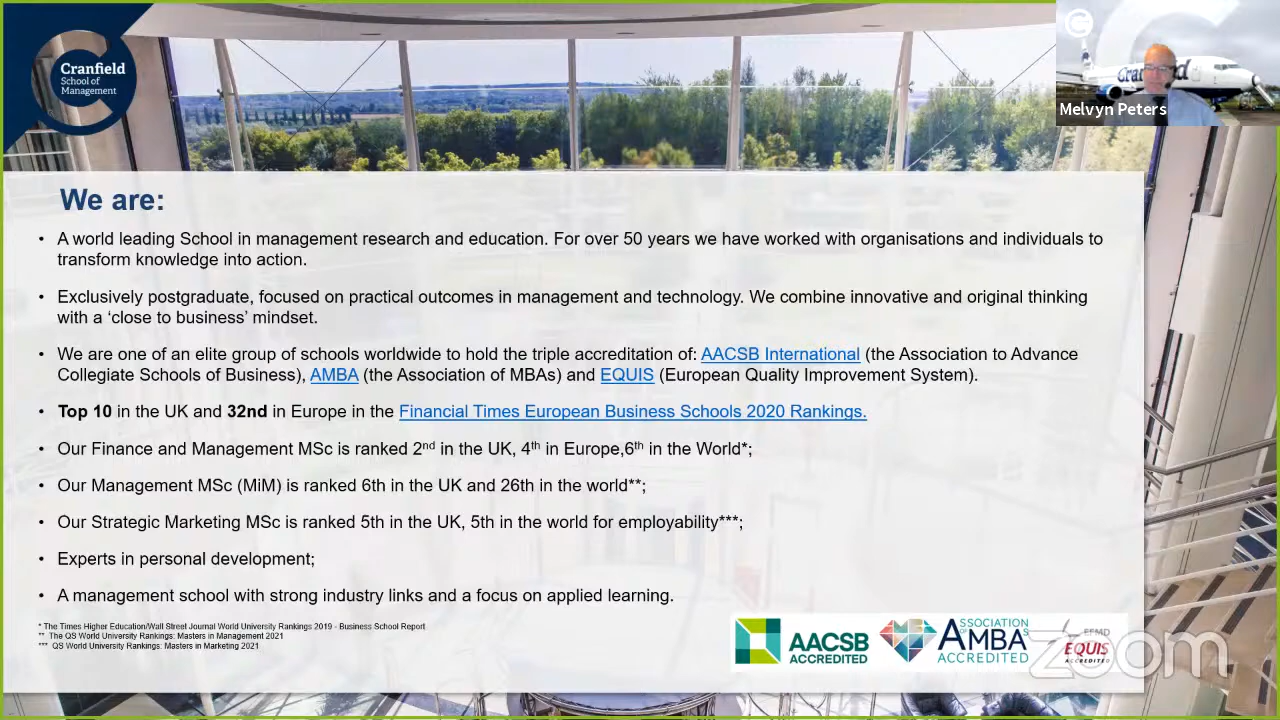 Cranfield
School of
Management
Cranfield
Melvyn Peters
We are:
• A world leading School in management research and education. For over 50 years we have worked with organisations and individuals to
transform knowledge into action.
• Exclusively postgraduate, focused on practical outcomes in management and technology. We combine innovative and original thinking
with a ‘close to business’ mindset.
• We are one of an elite group of schools worldwide to hold the triple accreditation of: AACSB International (the Association to Advance
Collegiate Schools of Business), AMBA (the Association of MBAs) and EQUIS (European Quality Improvement System).
• Top 10 in the UK and 32nd in Europe in the Financial Times European Business Schools 2020 Rankings.
• Our Finance and Management MSc is ranked 2nd in the UK, 4th in Europe,6th in the World*;
• Our Management MSc (MiM) is ranked 6th in the UK and 26th in the world**;
• Our Strategic Marketing MSc is ranked 5th in the UK, 5th in the world for employability***;
• Experts in personal development;
• A management school with strong industry links and a focus on applied learning.
* The Times Higher Education/Wall Street Journal World University Rankings 2019 - Business School Report
** The QS World University Rankings: Masters in Management 2021
*** QS World University Rankings: Masters in Marketing 2021
AACSB
ACCREDITED
ASSOCIATION
OF AMBA
ACCREDITED
EFMD
EQUIS
ACCREDITED
zoom